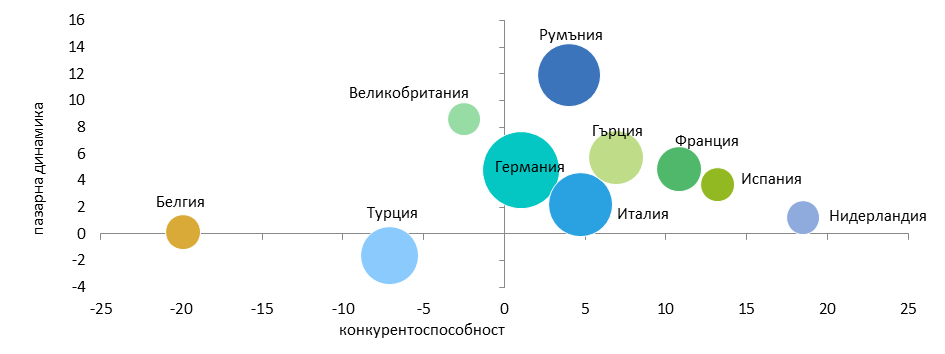 16
14
12
10
8
6
4
2
0
-2
-4
пазарна динамика
Румъния
Великобритания
Гърция
Франция
Германия
Испания
Белгия
Турция
Италия
Нидерландия
-25 -20 -15 -10 -5 0 5 10 15 20 25
конкурентоспособност